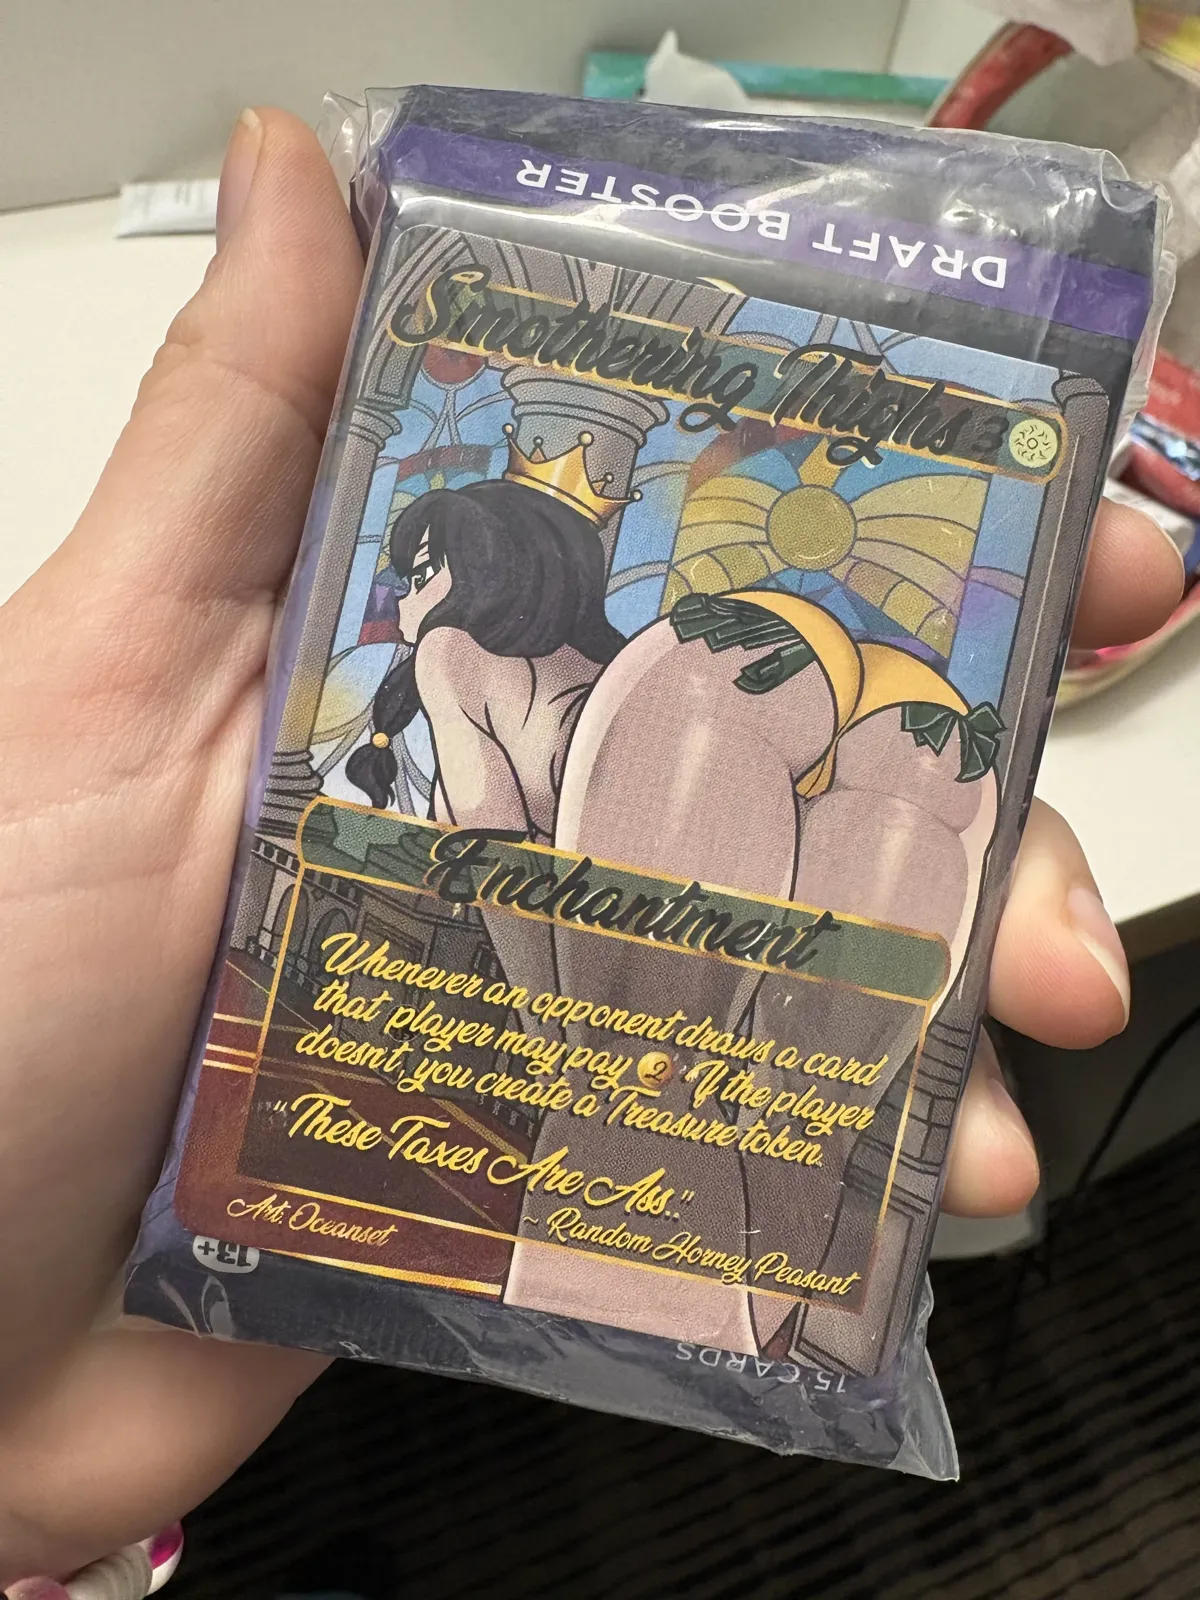 DRAFT BOOSTER
Smothering Thighs 3
Enchantment
Whenever an opponent draws a card
that player may pay 2. If the player
doesn't, you create a Treasure token.
"These Taxes Are Ass.."
~ Random Horney Peasant
Art: Oceanset
13+
15 CARDS